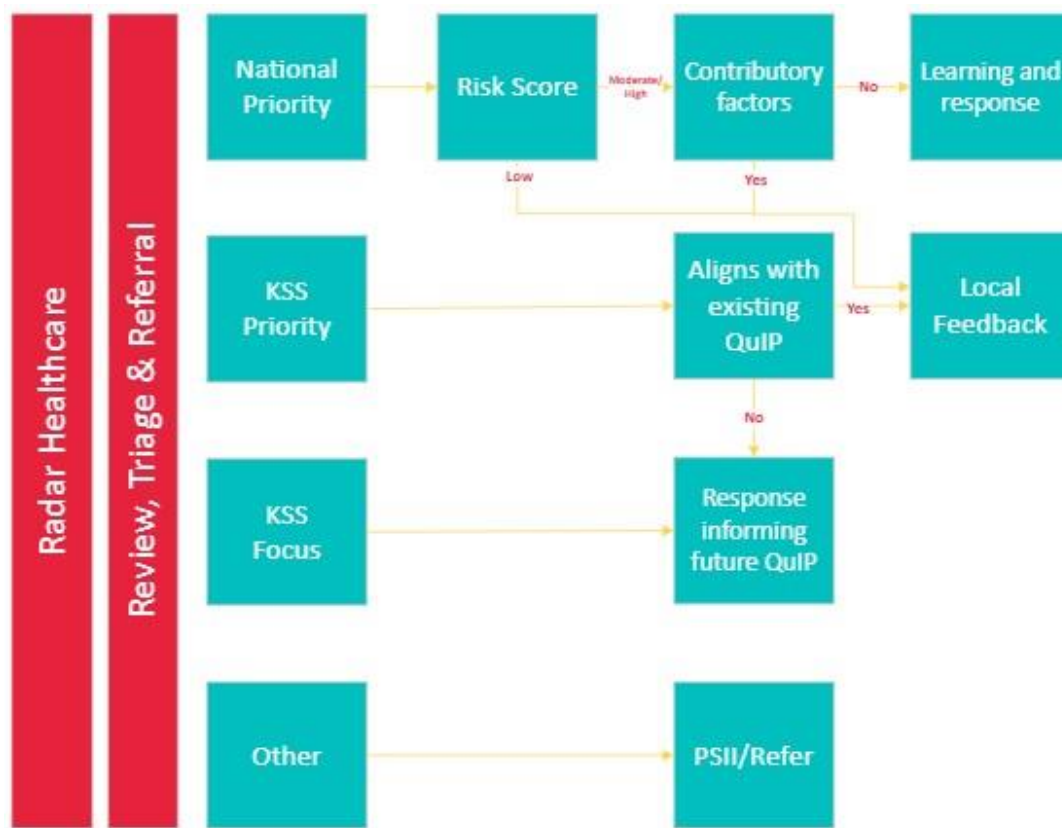 Radar Healthcare
Review, Triage & Referral
National
Priority
Risk Score
Moderate/
High
Contributory
factors
No
Learning and
response
Low
Yes
KSS
Priority
Aligns with
existing
QuIP
Yes
Local
Feedback
No
KSS
Focus
Response
informing
future QuIP
Other
PSII/Refer